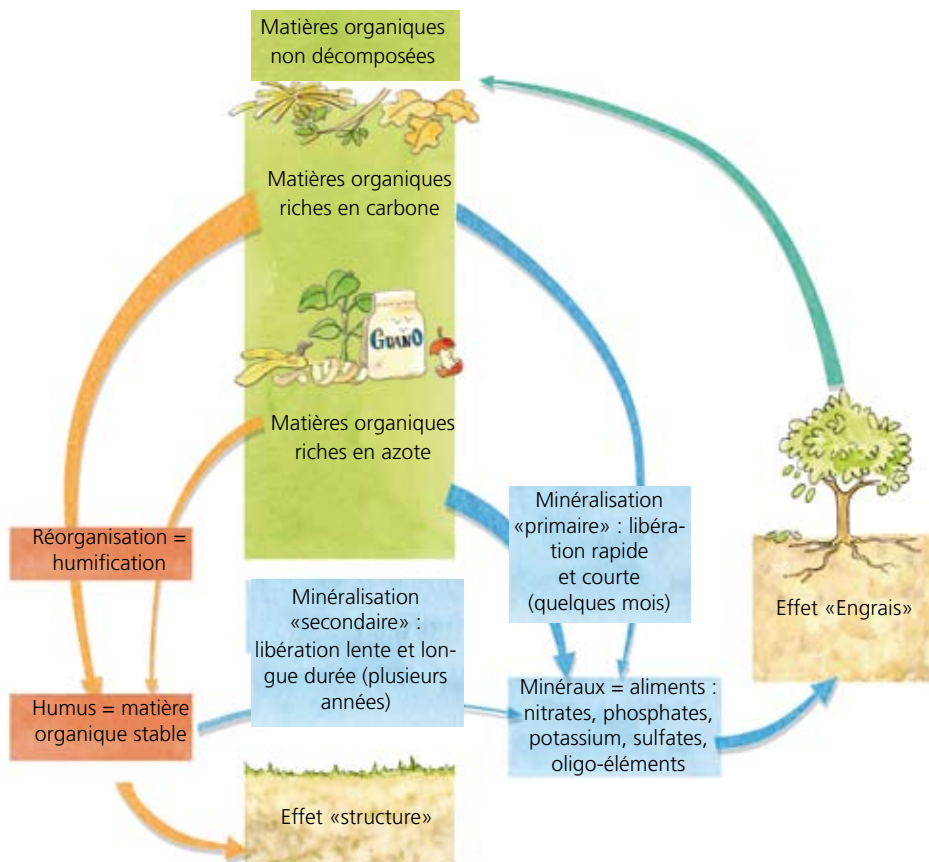 Matières organiques
non décomposées
Matières organiques
riches en carbone
GUANO
Matières organiques
riches en azote
Réorganisation =
humification
Minéralisation
«primaire» : libéra-
tion rapide
et courte
(quelques mois)
Minéralisation
«secondaire» :
libération lente et lon-
gue durée (plusieurs
années)
Effet «Engrais»
Humus = matière
organique stable
Minéraux = aliments :
nitrates, phosphates,
potassium, sulfates,
oligo-éléments
Effet «structure»